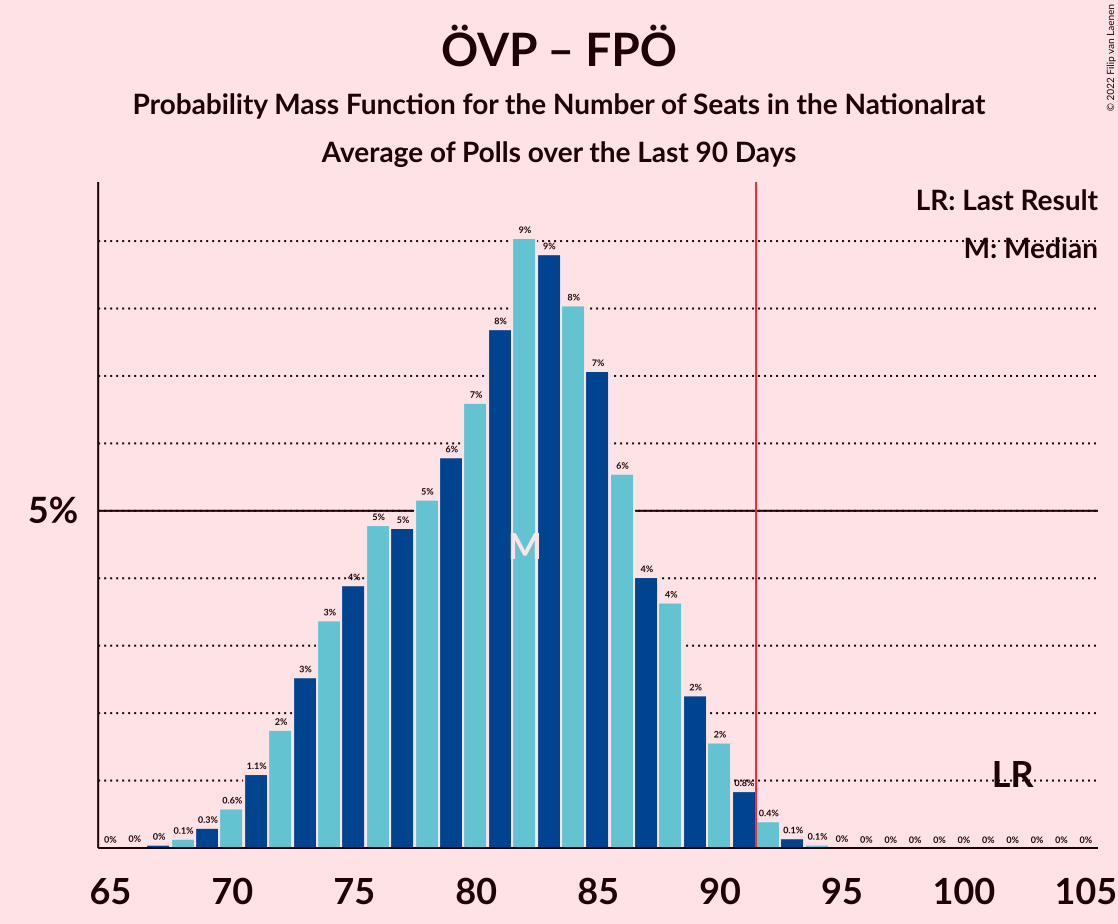 ÖVP – FPÖ
Probability Mass Function for the Number of Seats in the Nationalrat
Average of Polls over the Last 90 Days
© 2022 Filip van Laenen
LR: Last Result
M: Median
5%
0% 0% 0% 0.1% 0.3% 0.6% 1.1% 2% 3% 3% 4% 5% 5% 5% 6% 7% 8% 9% 9% 8% 7% 6% 4% 4% 2% 2% 0.8% 0.4% 0.1% 0.1% 0% 0% 0% 0% 0% 0% 0% 0% 0% 0% 0%
M
LR
65 70 75 80 85 90 95 100 105